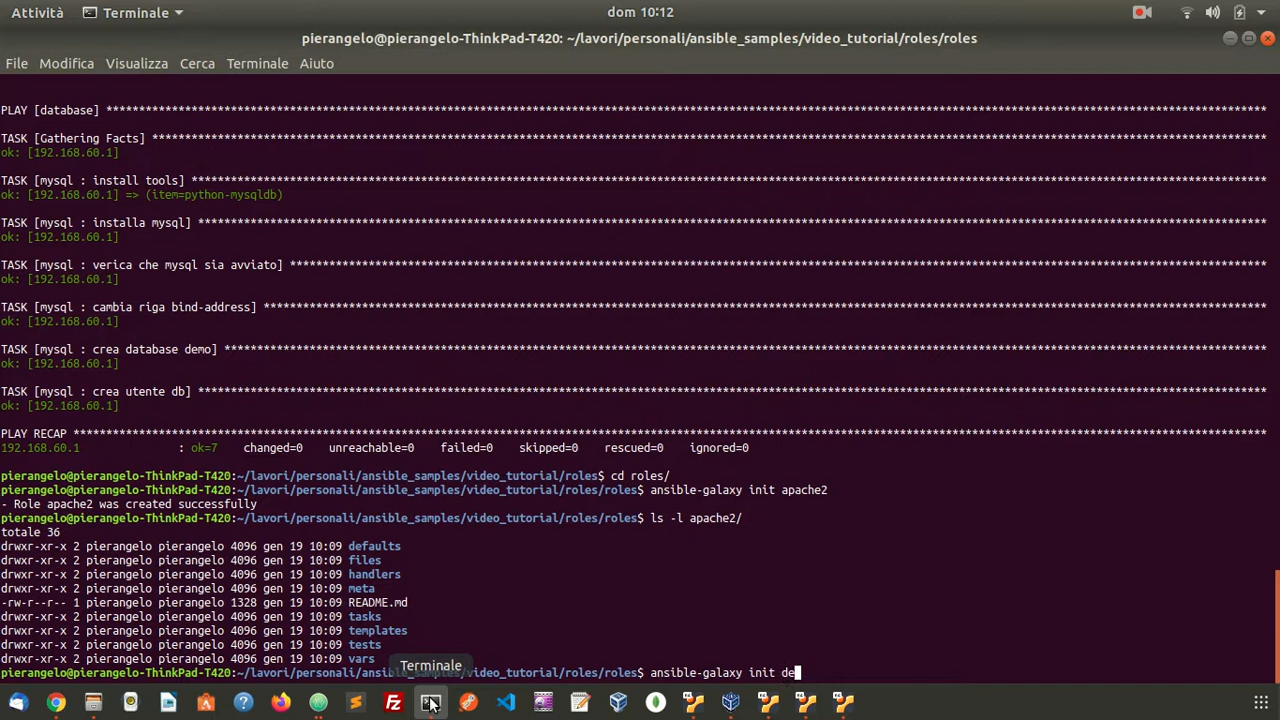 Attività Terminale dom 10:12
pierangelo@pierangelo-ThinkPad-T420: ~/lavori/personali/ansible_samples/video_tutorial/roles/roles
File Modifica Visualizza Cerca Terminale Aiuto
PLAY [database] ******************************************************************************************************************************************************************************
TASK [Gathering Facts] ***********************************************************************************************************************************************************************
ok: [192.168.60.1]
TASK [mysql : install tools] *****************************************************************************************************************************************************************
ok: [192.168.60.1] => (item=python-mysqldb)
TASK [mysql : installa mysql] ****************************************************************************************************************************************************************
ok: [192.168.60.1]
TASK [mysql : verica che mysql sia avviato] **************************************************************************************************************************************************
ok: [192.168.60.1]
TASK [mysql : cambia riga bind-address] ******************************************************************************************************************************************************
ok: [192.168.60.1]
TASK [mysql : crea database demo] ************************************************************************************************************************************************************
ok: [192.168.60.1]
TASK [mysql : crea utente db] ****************************************************************************************************************************************************************
ok: [192.168.60.1]
PLAY RECAP ***********************************************************************************************************************************************************************************
192.168.60.1 : ok=7 changed=0 unreachable=0 failed=0 skipped=0 rescued=0 ignored=0
pierangelo@pierangelo-ThinkPad-T420:~/lavori/personali/ansible_samples/video_tutorial/roles$ cd roles/
pierangelo@pierangelo-ThinkPad-T420:~/lavori/personali/ansible_samples/video_tutorial/roles/roles$ ansible-galaxy init apache2
- Role apache2 was created successfully
pierangelo@pierangelo-ThinkPad-T420:~/lavori/personali/ansible_samples/video_tutorial/roles/roles$ ls -l apache2/
totale 36
drwxr-xr-x 2 pierangelo pierangelo 4096 gen 19 10:09 defaults
drwxr-xr-x 2 pierangelo pierangelo 4096 gen 19 10:09 files
drwxr-xr-x 2 pierangelo pierangelo 4096 gen 19 10:09 handlers
drwxr-xr-x 2 pierangelo pierangelo 4096 gen 19 10:09 meta
-rw-r--r-- 1 pierangelo pierangelo 1328 gen 19 10:09 README.md
drwxr-xr-x 2 pierangelo pierangelo 4096 gen 19 10:09 tasks
drwxr-xr-x 2 pierangelo pierangelo 4096 gen 19 10:09 templates
drwxr-xr-x 2 pierangelo pierangelo 4096 gen 19 10:09 tests
drwxr-xr-x 2 pierangelo pierangelo 4096 gen 19 10:09 vars
Terminale
pierangelo@pierangelo-ThinkPad-T420:~/lavori/personali/ansible_samples/video_tutorial/roles/roles$ ansible-galaxy init de